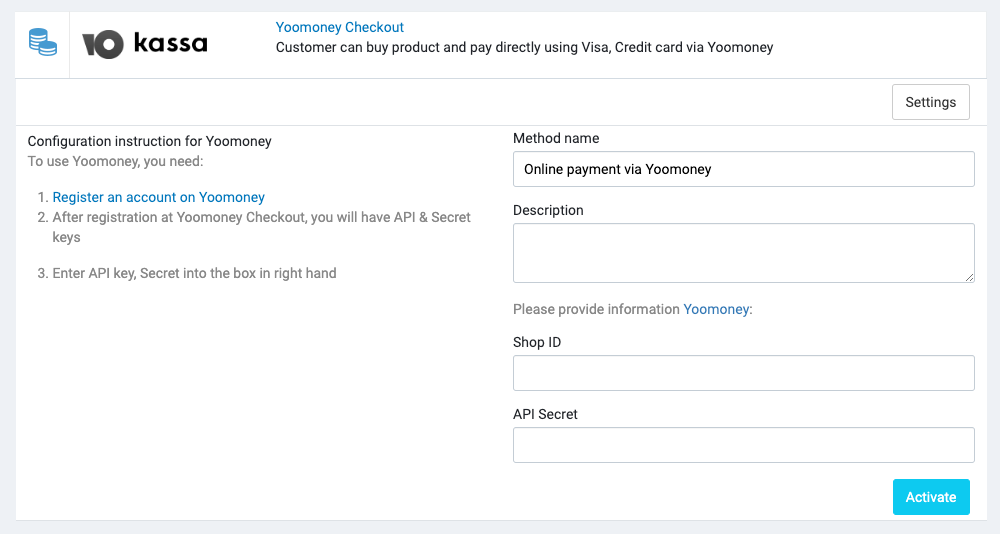 Ю kassa
Yoomoney Checkout
Customer can buy product and pay directly using Visa, Credit card via Yoomoney
Settings
Configuration instruction for Yoomoney
To use Yoomoney, you need:
1. Register an account on Yoomoney
2. After registration at Yoomoney Checkout, you will have API & Secret
keys
3. Enter API key, Secret into the box in right hand
Method name
Online payment via Yoomoney
Description
Please provide information Yoomoney:
Shop ID
API Secret
Activate